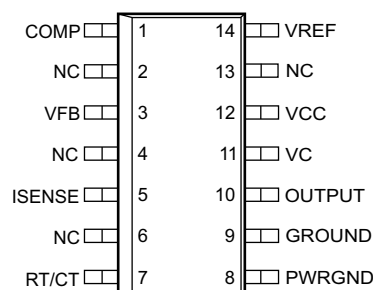 COMP 1 14 VREF
NC 2 13 NC
VFB 3 12 VCC
NC 4 11 VC
ISENSE 5 10 OUTPUT
NC 6 9 GROUND
RT/CT 7 8 PWRGND